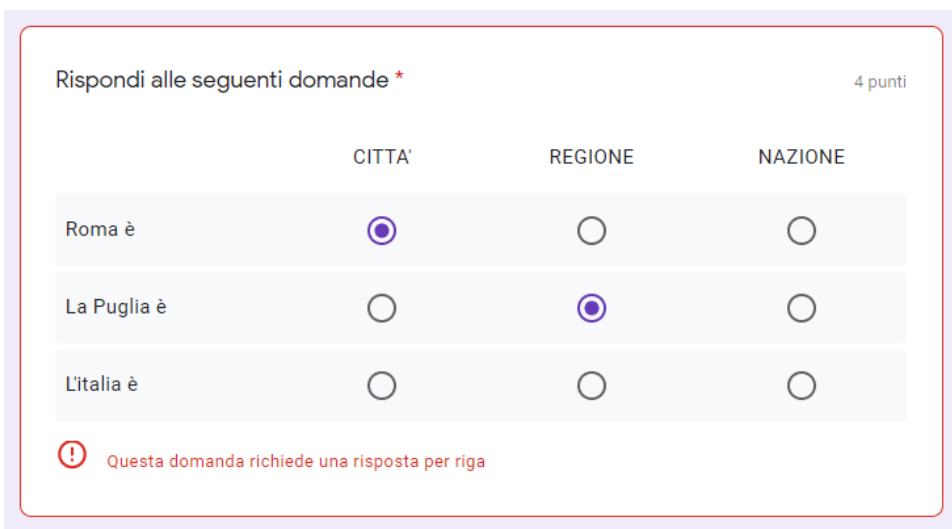 Rispondi alle seguenti domande * 4 punti
CITTA' REGIONE NAZIONE
Roma è
La Puglia è
L'italia è
Questa domanda richiede una risposta per riga